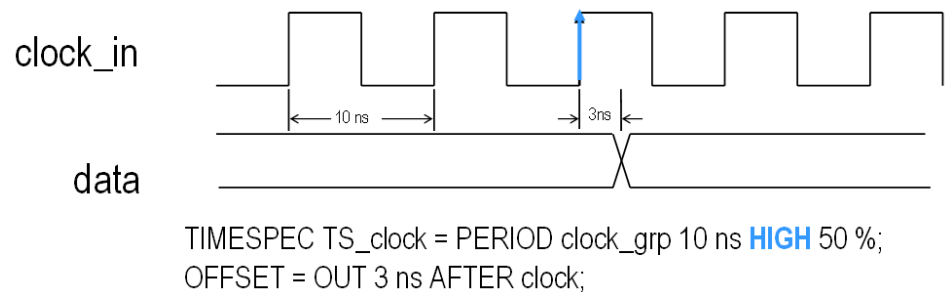 clock_in
10 ns
3ns
data
TIMESPEC TS_clock = PERIOD clock_grp 10 ns HIGH 50 %;
OFFSET = OUT 3 ns AFTER clock;